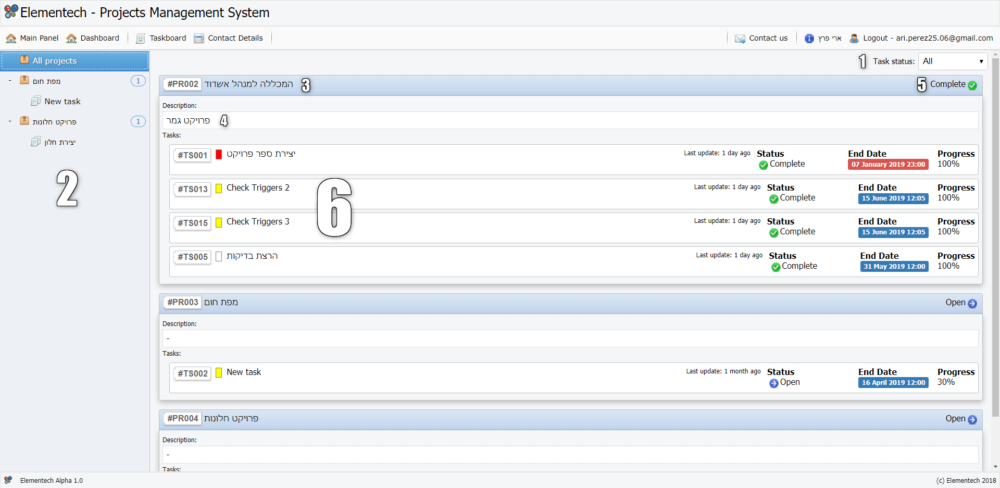 Elementech - Projects Management System
Main Panel Dashboard Taskboard Contact Details Contact us ארי פרץ Logout - ari.perez25.06@gmail.com
All projects
- מפת חום 1
New task
- פרויקט חלונות 1
יצירת חלון
2
1 Task status: All
#PR002 המכללה למנהל אשדוד 3 5 Complete
Description:
פרויקט גמר 4
Tasks:
#TS001 יצירת ספר פרויקט Last update: 1 day ago Status End Date Progress
Complete 07 January 2019 23:00 100%
#TS013 Check Triggers 2 Last update: 1 day ago Status End Date Progress
Complete 15 June 2019 12:05 100%
6
#TS015 Check Triggers 3 Last update: 1 day ago Status End Date Progress
Complete 15 June 2019 12:05 100%
#TS005 הרצת בדיקות Last update: 1 day ago Status End Date Progress
Complete 31 May 2019 12:00 100%
#PR003 מפת חום Open
Description:
-
Tasks:
#TS002 New task Last update: 1 month ago Status End Date Progress
Open 16 April 2019 12:00 30%
#PR004 פרויקט חלונות Open
Description:
-
Tasks:
Elementech Alpha 1.0 (c) Elementech 2018